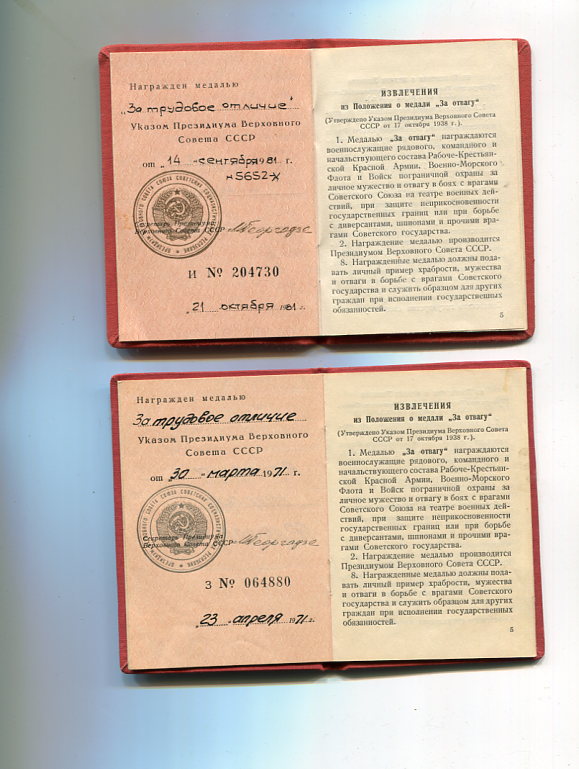 Награжден медалью
„За трудовое отличие"
Указом Президиума Верховного
Совета СССР
от "14" сентября 1981 г.
№5652-X
Секретарь Президиума
Верховного Совета СССР
И № 204730
"21" октября 1981 г.
ИЗВЛЕЧЕНИЯ
из Положения о медали „За отвагу"
(Утверждено Указом Президиума Верховного Совета
СССР от 17 октября 1938 г.).
1. Медалью „За отвагу" награждаются
военнослужащие рядового, командного и
начальствующего состава Рабоче-Крестьян-
ской Красной Армии, Военно-Морского
Флота и Войск пограничной охраны за
личное мужество и отвагу в боях с врагами
Советского Союза на театре военных дей-
ствий, при защите неприкосновенности
государственных границ или при борьбе
с диверсантами, шпионами и прочими вра-
гами Советского государства.
2. Награждение медалью производится
Президиумом Верховного Совета СССР.
8. Награжденные медалью должны пода-
вать личный пример храбрости, мужества
и отваги в борьбе с врагами Советского
государства и служить образцом для других
граждан при исполнении государственных
обязанностей.
5
Награжден медалью
За трудовое отличие
Указом Президиума Верховного
Совета СССР
от "30" марта 1971 г.
Секретарь Президиума
Верховного Совета
З № 064880
"23" апреля 1971 г.
ИЗВЛЕЧЕНИЯ
из Положения о медали „За отвагу"
(Утверждено Указом Президиума Верховного Совета
СССР от 17 октября 1938 г.).
1. Медалью „За отвагу" награждаются
военнослужащие рядового, командного и
начальствующего состава Рабоче-Крестьян-
ской Красной Армии, Военно-Морского
Флота и Войск пограничной охраны за
личное мужество и отвагу в боях с врагами
Советского Союза на театре военных дей-
ствий, при защите неприкосновенности
государственных границ или при борьбе
с диверсантами, шпионами и прочими вра-
гами Советского государства.
2. Награждение медалью производится
Президиумом Верховного Совета СССР.
8. Награжденные медалью должны пода-
вать личный пример храбрости, мужества
и отваги в борьбе с врагами Советского
государства и служить образцом для других
граждан при исполнении государственных
обязанностей.
5